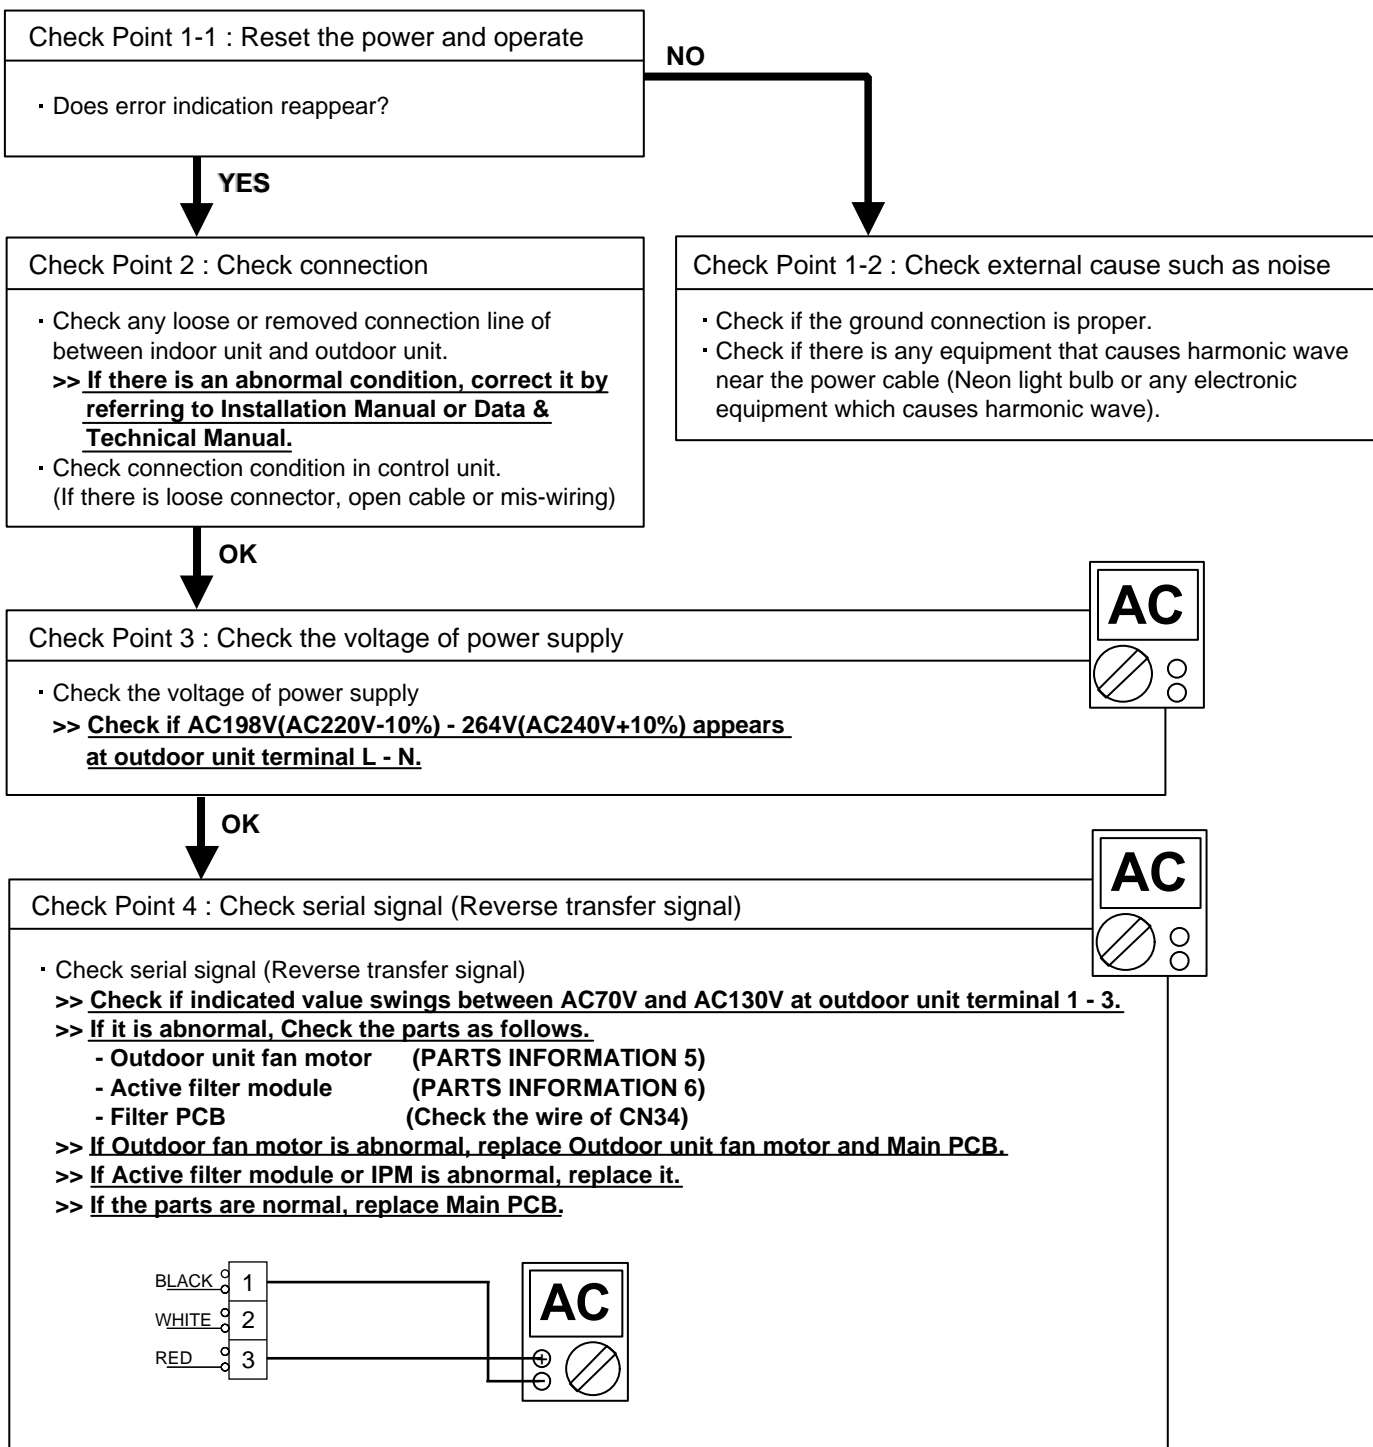 Check Point 1-1 : Reset the power and operate
・Does error indication reappear?
NO
YES
Check Point 2 : Check connection
・Check any loose or removed connection line of
between indoor unit and outdoor unit.
>> If there is an abnormal condition, correct it by
referring to Installation Manual or Data &
Technical Manual.
・Check connection condition in control unit.
(If there is loose connector, open cable or mis-wiring)
Check Point 1-2 : Check external cause such as noise
・Check if the ground connection is proper.
・Check if there is any equipment that causes harmonic wave
near the power cable (Neon light bulb or any electronic
equipment which causes harmonic wave).
OK
AC
Check Point 3 : Check the voltage of power supply
・Check the voltage of power supply
>> Check if AC198V(AC220V-10%) - 264V(AC240V+10%) appears
at outdoor unit terminal L - N.
OK
AC
Check Point 4 : Check serial signal (Reverse transfer signal)
・Check serial signal (Reverse transfer signal)
>> Check if indicated value swings between AC70V and AC130V at outdoor unit terminal 1 - 3.
>> If it is abnormal, Check the parts as follows.
- Outdoor unit fan motor (PARTS INFORMATION 5)
- Active filter module (PARTS INFORMATION 6)
- Filter PCB (Check the wire of CN34)
>> If Outdoor fan motor is abnormal, replace Outdoor unit fan motor and Main PCB.
>> If Active filter module or IPM is abnormal, replace it.
>> If the parts are normal, replace Main PCB.
BLACK 1
WHITE 2
RED 3
AC
+
-